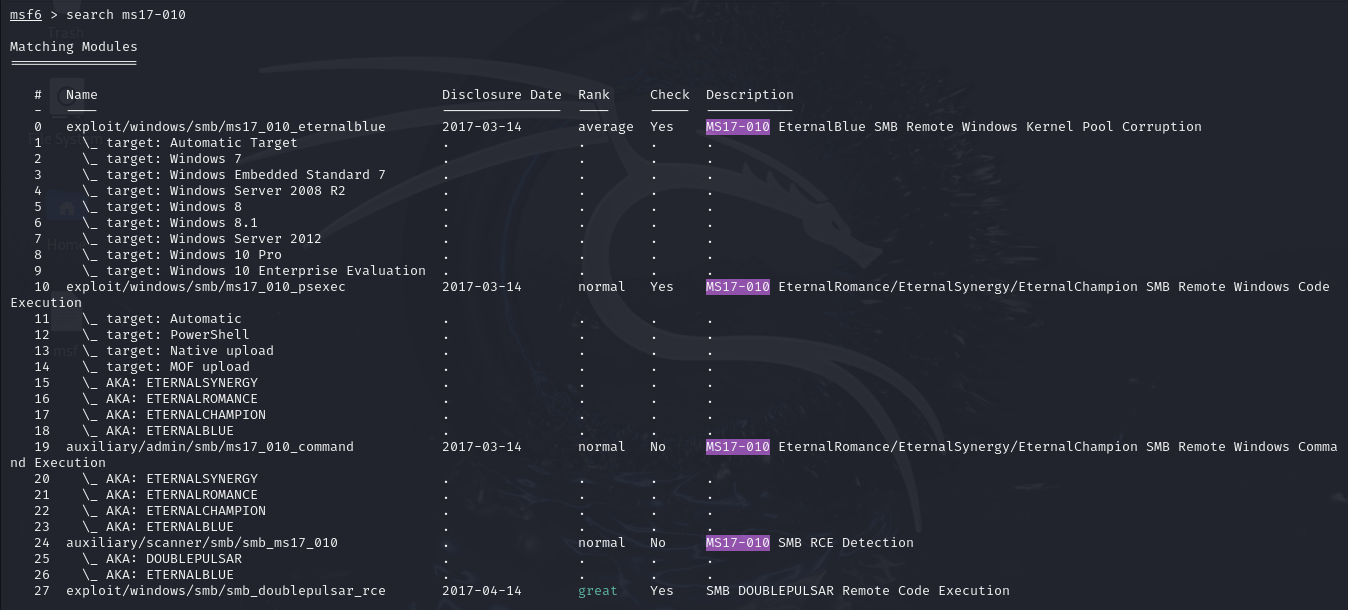 msf6 > search ms17-010
Matching Modules
================
# Name Disclosure Date Rank Check Description
- ---- --------------- ---- ----- -----------
0 exploit/windows/smb/ms17_010_eternalblue 2017-03-14 average Yes MS17-010 EternalBlue SMB Remote Windows Kernel Pool Corruption
1 \_ target: Automatic Target . . . .
2 \_ target: Windows 7 . . . .
3 \_ target: Windows Embedded Standard 7 . . . .
4 \_ target: Windows Server 2008 R2 . . . .
5 \_ target: Windows 8 . . . .
6 \_ target: Windows 8.1 . . . .
7 \_ target: Windows Server 2012 . . . .
8 \_ target: Windows 10 Pro . . . .
9 \_ target: Windows 10 Enterprise Evaluation . . . .
10 exploit/windows/smb/ms17_010_psexec 2017-03-14 normal Yes MS17-010 EternalRomance/EternalSynergy/EternalChampion SMB Remote Windows Code
Execution
11 \_ target: Automatic . . . .
12 \_ target: PowerShell . . . .
13 \_ target: Native upload . . . .
14 \_ target: MOF upload . . . .
15 \_ AKA: ETERNALSYNERGY . . . .
16 \_ AKA: ETERNALROMANCE . . . .
17 \_ AKA: ETERNALCHAMPION . . . .
18 \_ AKA: ETERNALBLUE . . . .
19 auxiliary/admin/smb/ms17_010_command 2017-03-14 normal No MS17-010 EternalRomance/EternalSynergy/EternalChampion SMB Remote Windows Comma
nd Execution
20 \_ AKA: ETERNALSYNERGY . . . .
21 \_ AKA: ETERNALROMANCE . . . .
22 \_ AKA: ETERNALCHAMPION . . . .
23 \_ AKA: ETERNALBLUE . . . .
24 auxiliary/scanner/smb/smb_ms17_010 . normal No MS17-010 SMB RCE Detection
25 \_ AKA: DOUBLEPULSAR . . . .
26 \_ AKA: ETERNALBLUE . . . .
27 exploit/windows/smb/smb_doublepulsar_rce 2017-04-14 great Yes SMB DOUBLEPULSAR Remote Code Execution
Trash
Home
msf